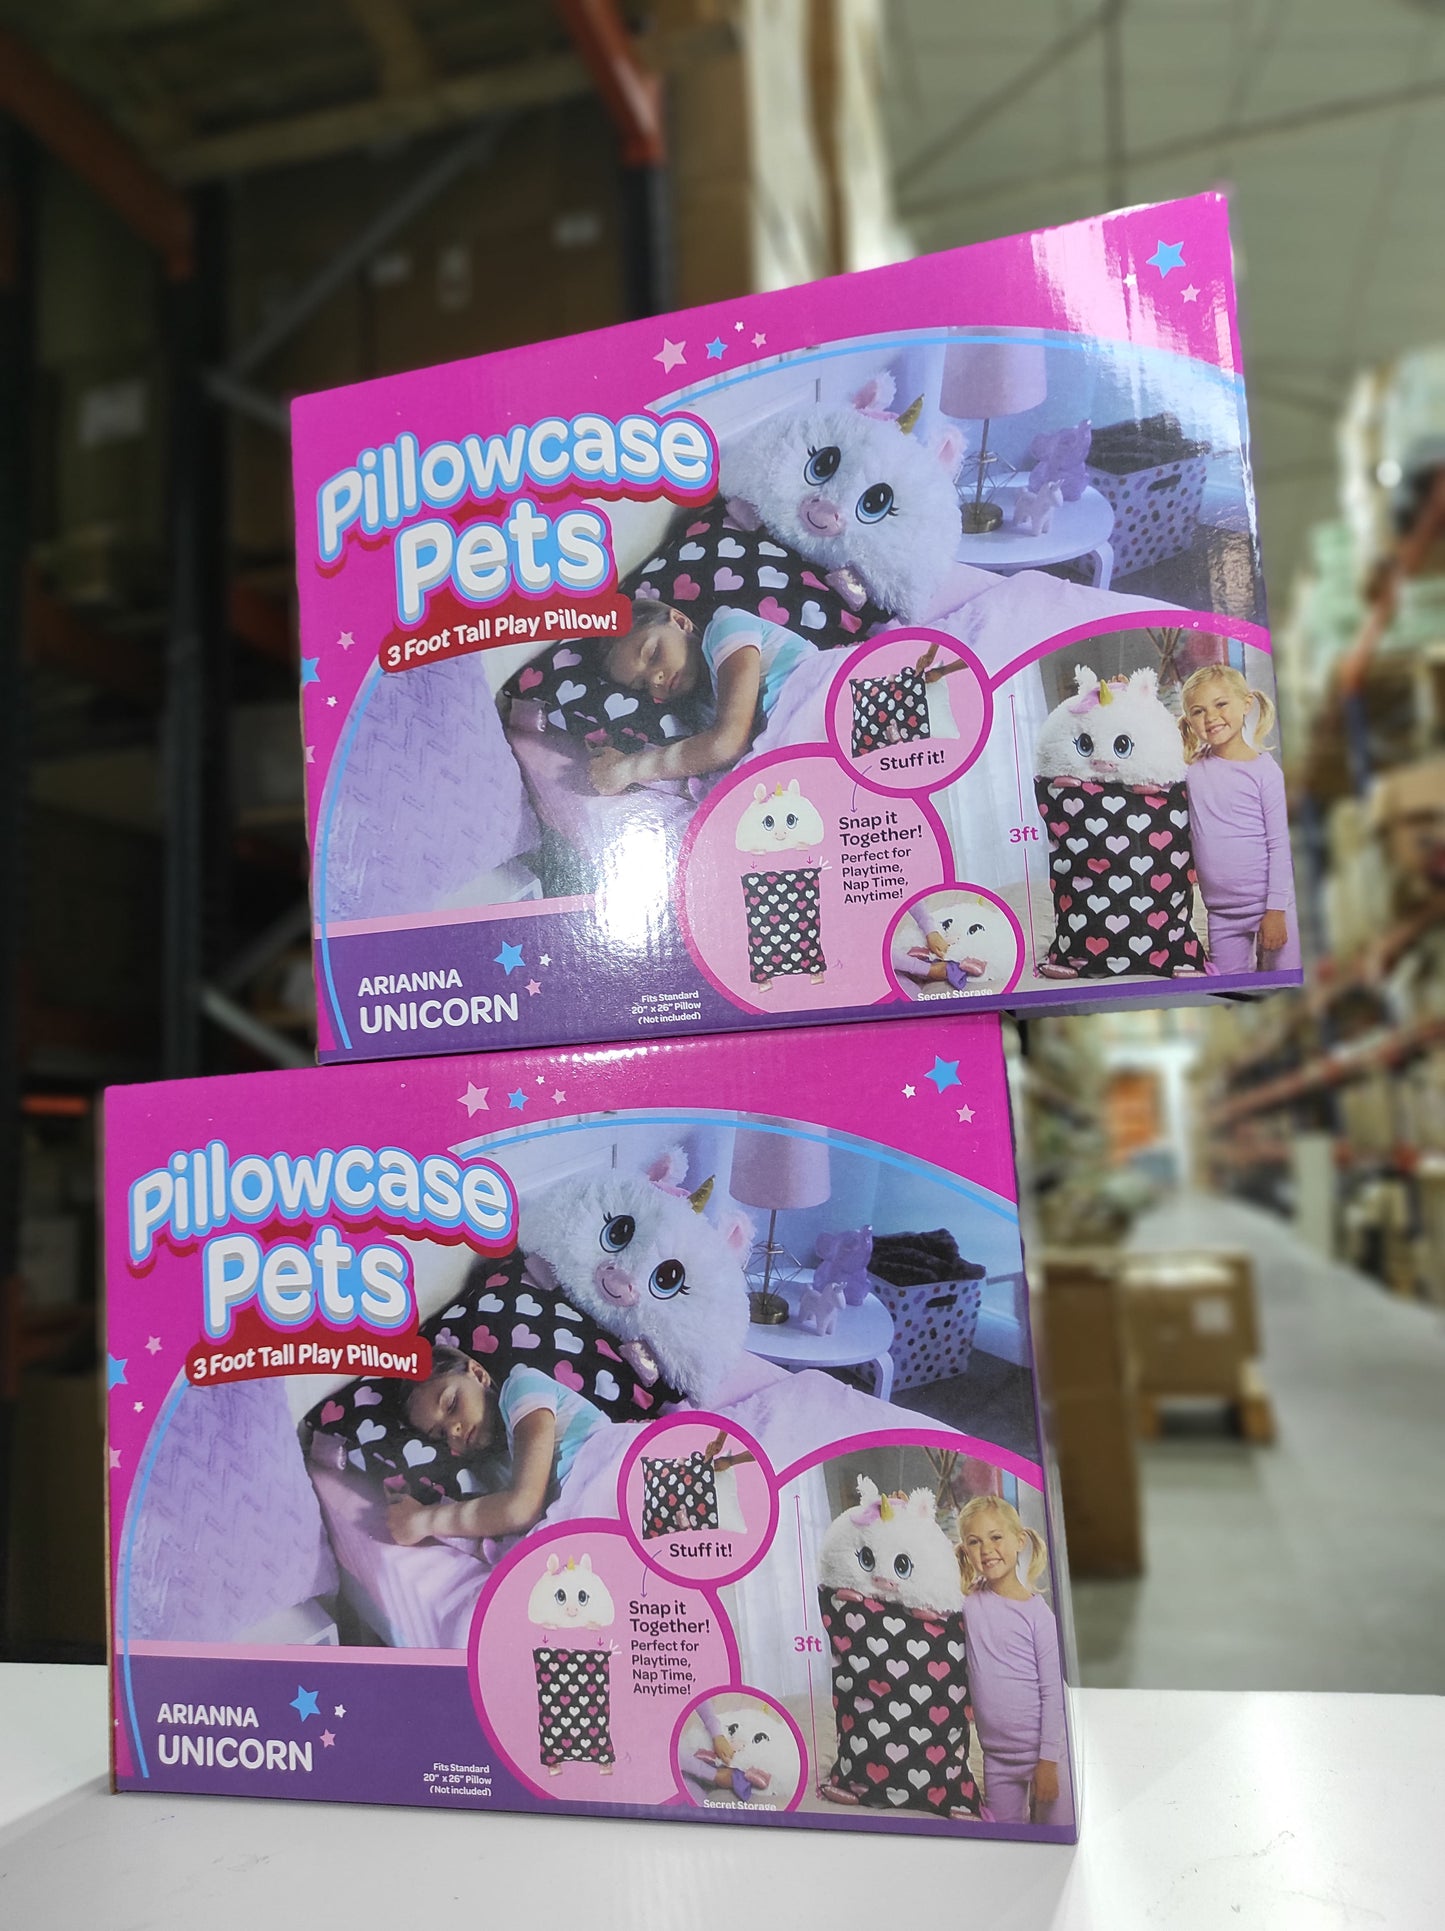 Pillowcase
Pets
3 Foot Tall Play Pillow!
Stuff it!
Snap it
Together!
Perfect for
Playtime,
Nap Time,
Anytime!
3ft
Secret Storage
ARIANNA
UNICORN
Fits Standard
20" x 26" Pillow
(Not included)
Pillowcase
Pets
3 Foot Tall Play Pillow!
Stuff it!
Snap it
Together!
Perfect for
Playtime,
Nap Time,
Anytime!
3ft
Secret Storage
ARIANNA
UNICORN
Fits Standard
20" x 26" Pillow
(Not included)